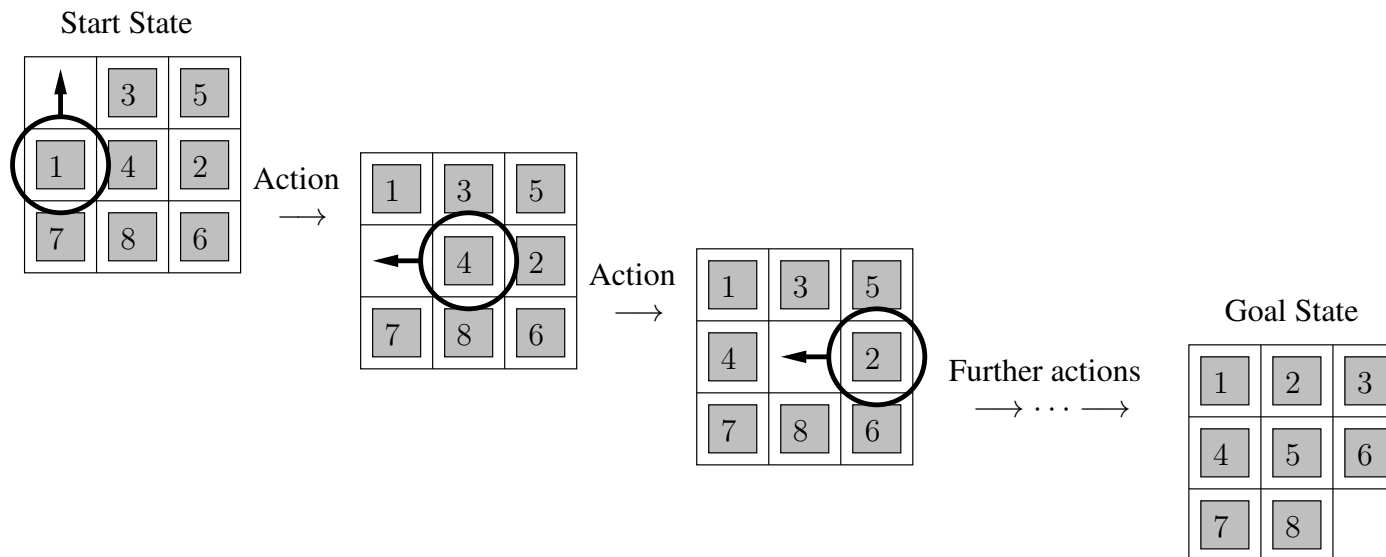 Start State
3 5
1 4 2
7 8 6
Action
1 3 5
4 2
7 8 6
Action
1 3 5
4 2
7 8 6
Further actions
· · ·
Goal State
1 2 3
4 5 6
7 8